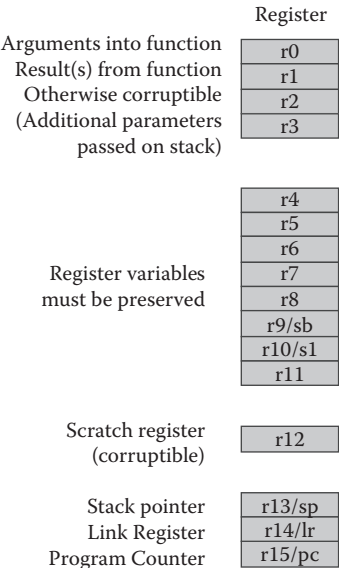 Register
Arguments into function
Result(s) from function
Otherwise corruptible
(Additional parameters
passed on stack)
r0
r1
r2
r3
Register variables
must be preserved
r4
r5
r6
r7
r8
r9/sb
r10/s1
r11
Scratch register
(corruptible)
r12
Stack pointer
Link Register
Program Counter
r13/sp
r14/lr
r15/pc